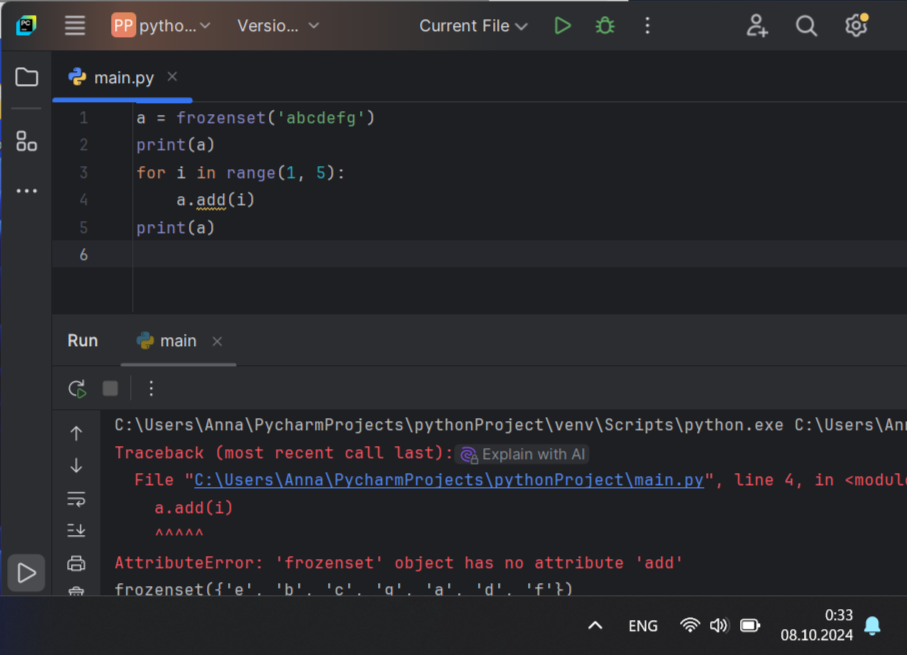 PC
PP pytho... Versio... Current File
main.py
1 a = frozenset('abcdefg')
2 print(a)
3 for i in range(1, 5):
4 a.add(i)
5 print(a)
6
Run main
C:\Users\Anna\PycharmProjects\pythonProject\venv\Scripts\python.exe C:\Users\An
Traceback (most recent call last): Explain with AI
File "C:\Users\Anna\PycharmProjects\pythonProject\main.py", line 4, in <modul
a.add(i)
^^^^^
AttributeError: 'frozenset' object has no attribute 'add'
frozenset({'e', 'b', 'c', 'g', 'a', 'd', 'f'})
ENG 0:33
08.10.2024